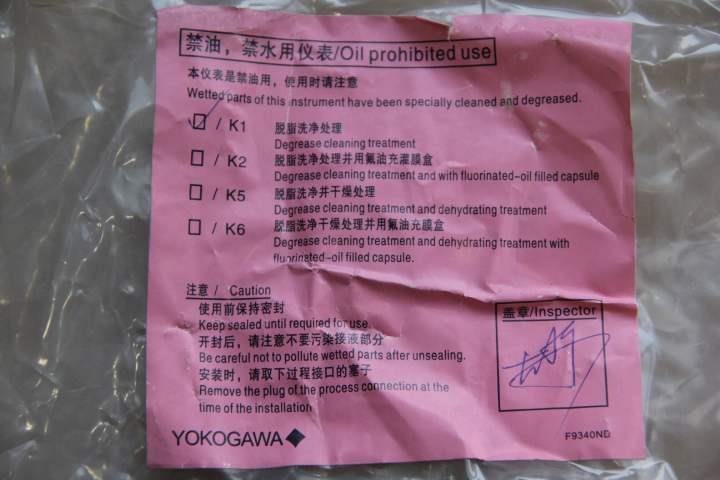 禁油，禁水用仪表/Oil prohibited use
本仪表是禁油用，使用时请注意
Wetted parts of this instrument have been specially cleaned and degreased.
/ K1 脱脂洗净处理
Degrease cleaning treatment
/ K2 脱脂洗净处理并用氟油充灌膜盒
Degrease cleaning treatment and with fluorinated-oil filled capsule
/ K5 脱脂洗净并干燥处理
Degrease cleaning treatment and dehydrating treatment
/ K6 脱脂洗净干燥处理并用氟油充膜盒
Degrease cleaning treatment and dehydrating treatment with
fluorinated-oil filled capsule.
注意 / Caution
使用前保持密封
Keep sealed until required for use.
开封后，请注意不要污染接液部分
Be careful not to pollute wetted parts after unsealing.
安装时，请取下过程接口的塞子
Remove the plug of the process connection at the
time of the installation
盖章/Inspector
YOKOGAWA
F9340ND